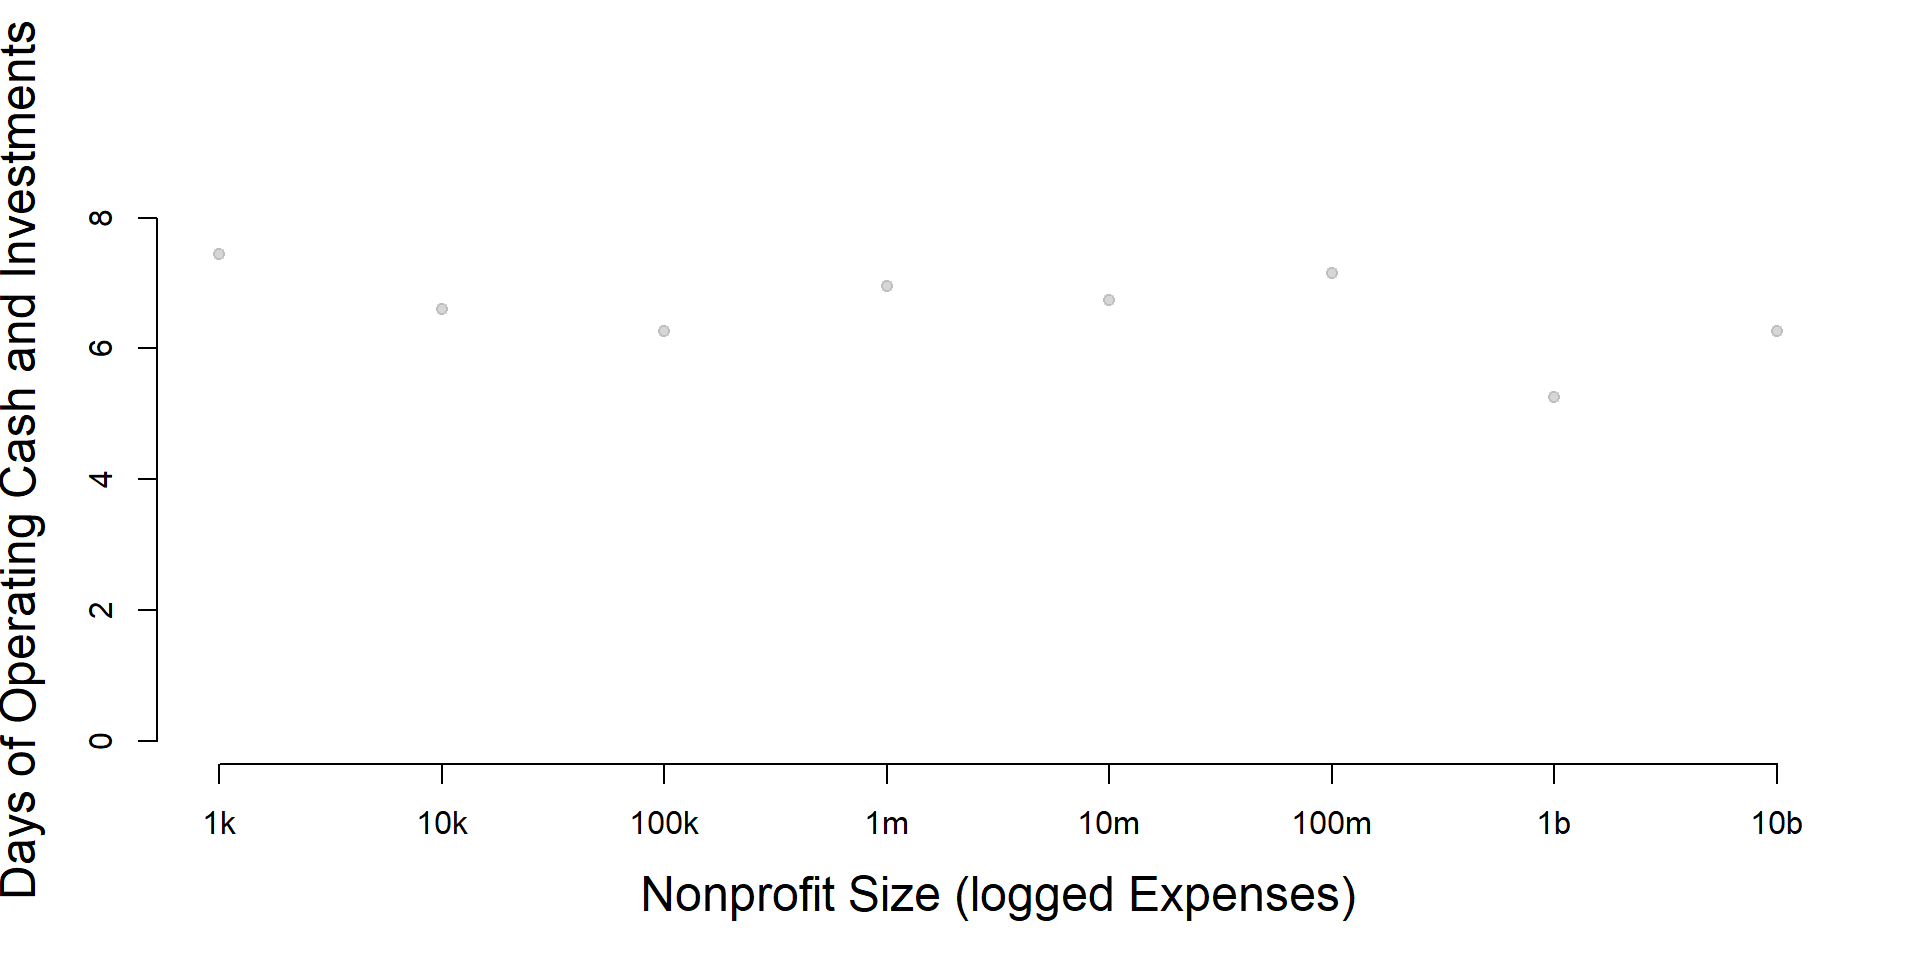 Days of Operating Cash and Investments
8
6
4
2
0
1k 10k 100k 1m 10m 100m 1b 10b
Nonprofit Size (logged Expenses)